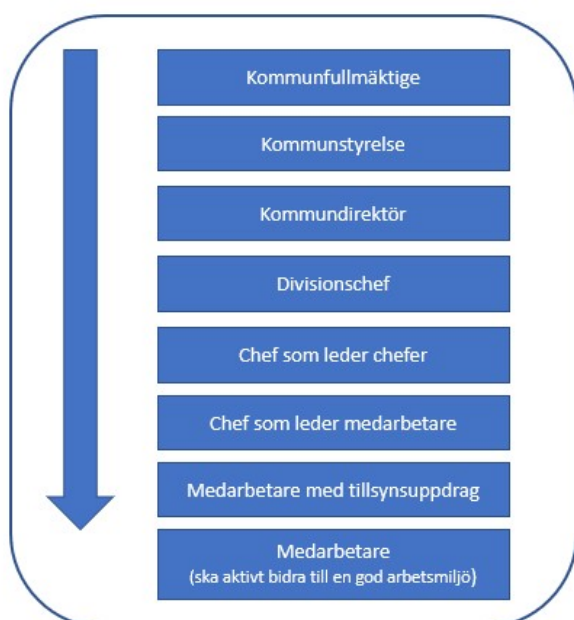 Kommunfullmäktige
Kommunstyrelse
Kommundirektör
Divisionschef
Chef som leder chefer
Chef som leder medarbetare
Medarbetare med tillsynsuppdrag
Medarbetare
(ska aktivt bidra till en god arbetsmiljö)